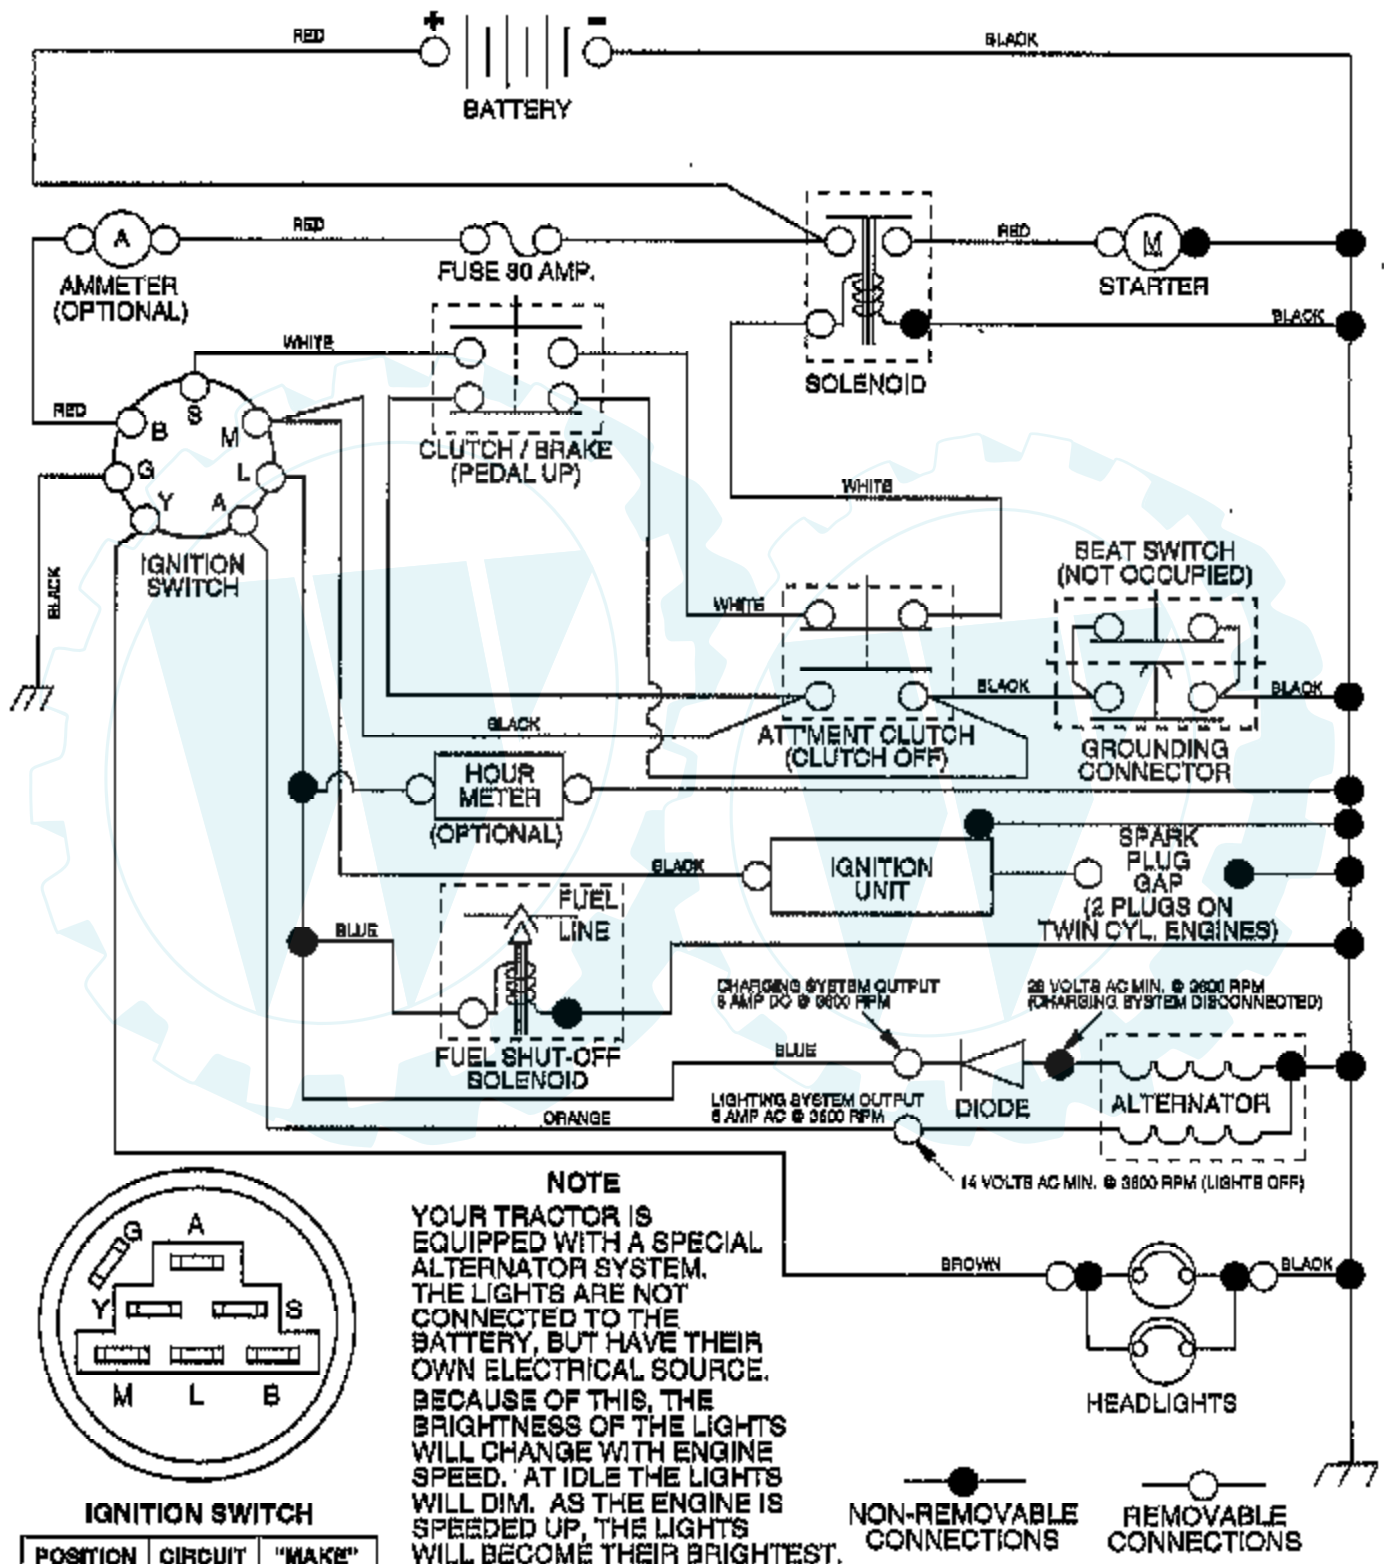 RED
+
-
BLACK
BATTERY
RED
A
AMMETER
(OPTIONAL)
FUSE 30 AMP.
RED
M
STARTER
BLACK
SOLENOID
WHITE
S
RED
B
M
G
L
Y
A
IGNITION
SWITCH
BLACK
CLUTCH / BRAKE
(PEDAL UP)
WHITE
SEAT SWITCH
(NOT OCCUPIED)
WHITE
BLACK
BLACK
BLACK
ATT'MENT CLUTCH
(CLUTCH OFF)
GROUNDING
CONNECTOR
HOUR
METER
(OPTIONAL)
BLACK
IGNITION
UNIT
SPARK
PLUG
GAP
(2 PLUGS ON
TWIN CYL. ENGINES)
BLUE
FUEL
LINE
FUEL SHUT-OFF
SOLENOID
CHARGING SYSTEM OUTPUT
AMP DC @ 3600 RPM
28 VOLTS AC MIN. @ 3600 RPM
(CHARGING SYSTEM DISCONNECTED)
BLUE
DIODE
ALTERNATOR
LIGHTING SYSTEM OUTPUT
AMP AC @ 3600 RPM
ORANGE
14 VOLTS AC MIN. @ 3600 RPM (LIGHTS OFF)
BROWN
BLACK
HEADLIGHTS
G
A
Y
S
M
L
B
IGNITION SWITCH
POSITION CIRCUIT "MAKE"
NOTE
YOUR TRACTOR IS
EQUIPPED WITH A SPECIAL
ALTERNATOR SYSTEM.
THE LIGHTS ARE NOT
CONNECTED TO THE
BATTERY, BUT HAVE THEIR
OWN ELECTRICAL SOURCE.
BECAUSE OF THIS, THE
BRIGHTNESS OF THE LIGHTS
WILL CHANGE WITH ENGINE
SPEED. AT IDLE THE LIGHTS
WILL DIM. AS THE ENGINE IS
SPEEDED UP, THE LIGHTS
WILL BECOME THEIR BRIGHTEST.
NON-REMOVABLE
CONNECTIONS
REMOVABLE
CONNECTIONS